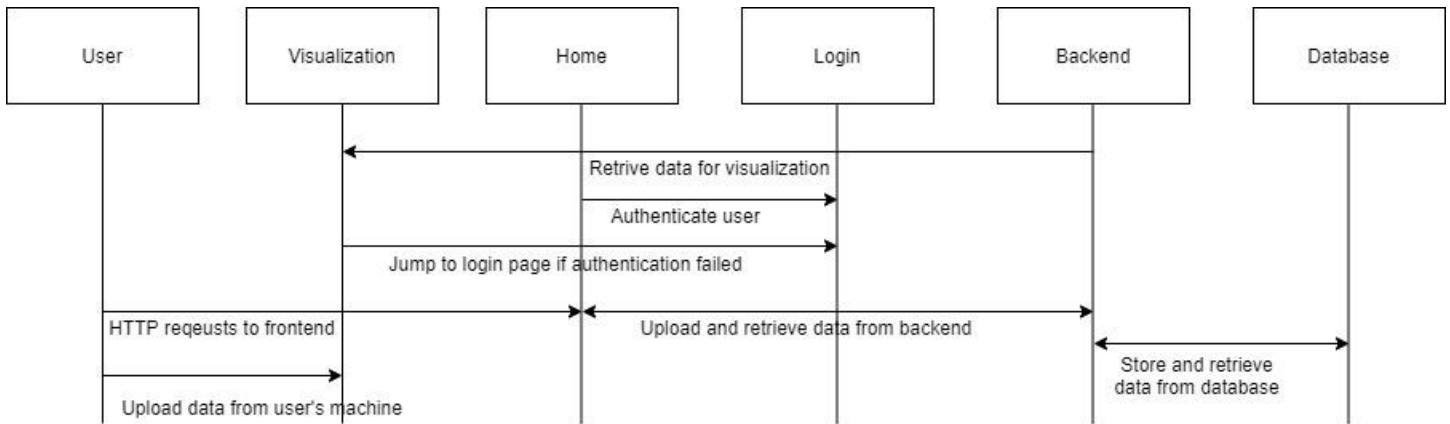 User
Visualization
Home
Login
Backend
Database
Retrive data for visualization
Authenticate user
Jump to login page if authentication failed
HTTP reqeusts to frontend
Upload and retrieve data from backend
Store and retrieve
data from database
Upload data from user's machine